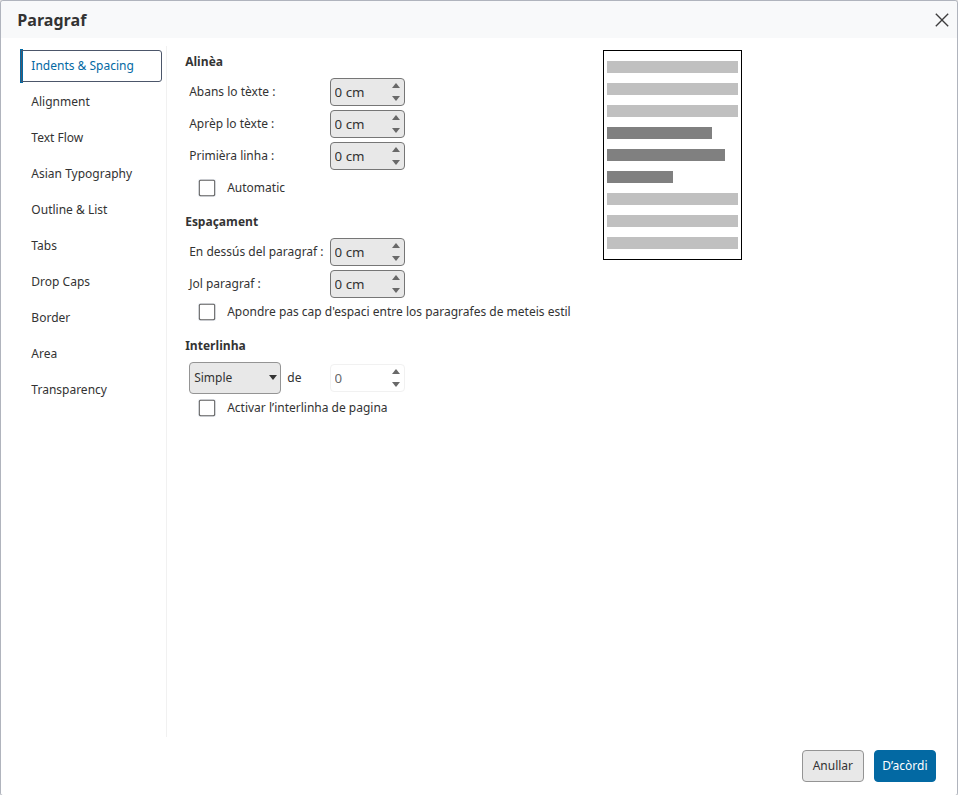 Paragraf
Indents & Spacing
Alignment
Text Flow
Asian Typography
Outline & List
Tabs
Drop Caps
Border
Area
Transparency
Alinèa
Abans lo tèxte : 0 cm
Aprèp lo tèxte : 0 cm
Primièra linha : 0 cm
Automatic
Espaçament
En dessús del paragraf : 0 cm
Jol paragraf : 0 cm
Apondre pas cap d'espaci entre los paragrafes de meteis estil
Interlinha
Simple de 0
Activar l’interlinha de pagina
Anullar D’acòrdi